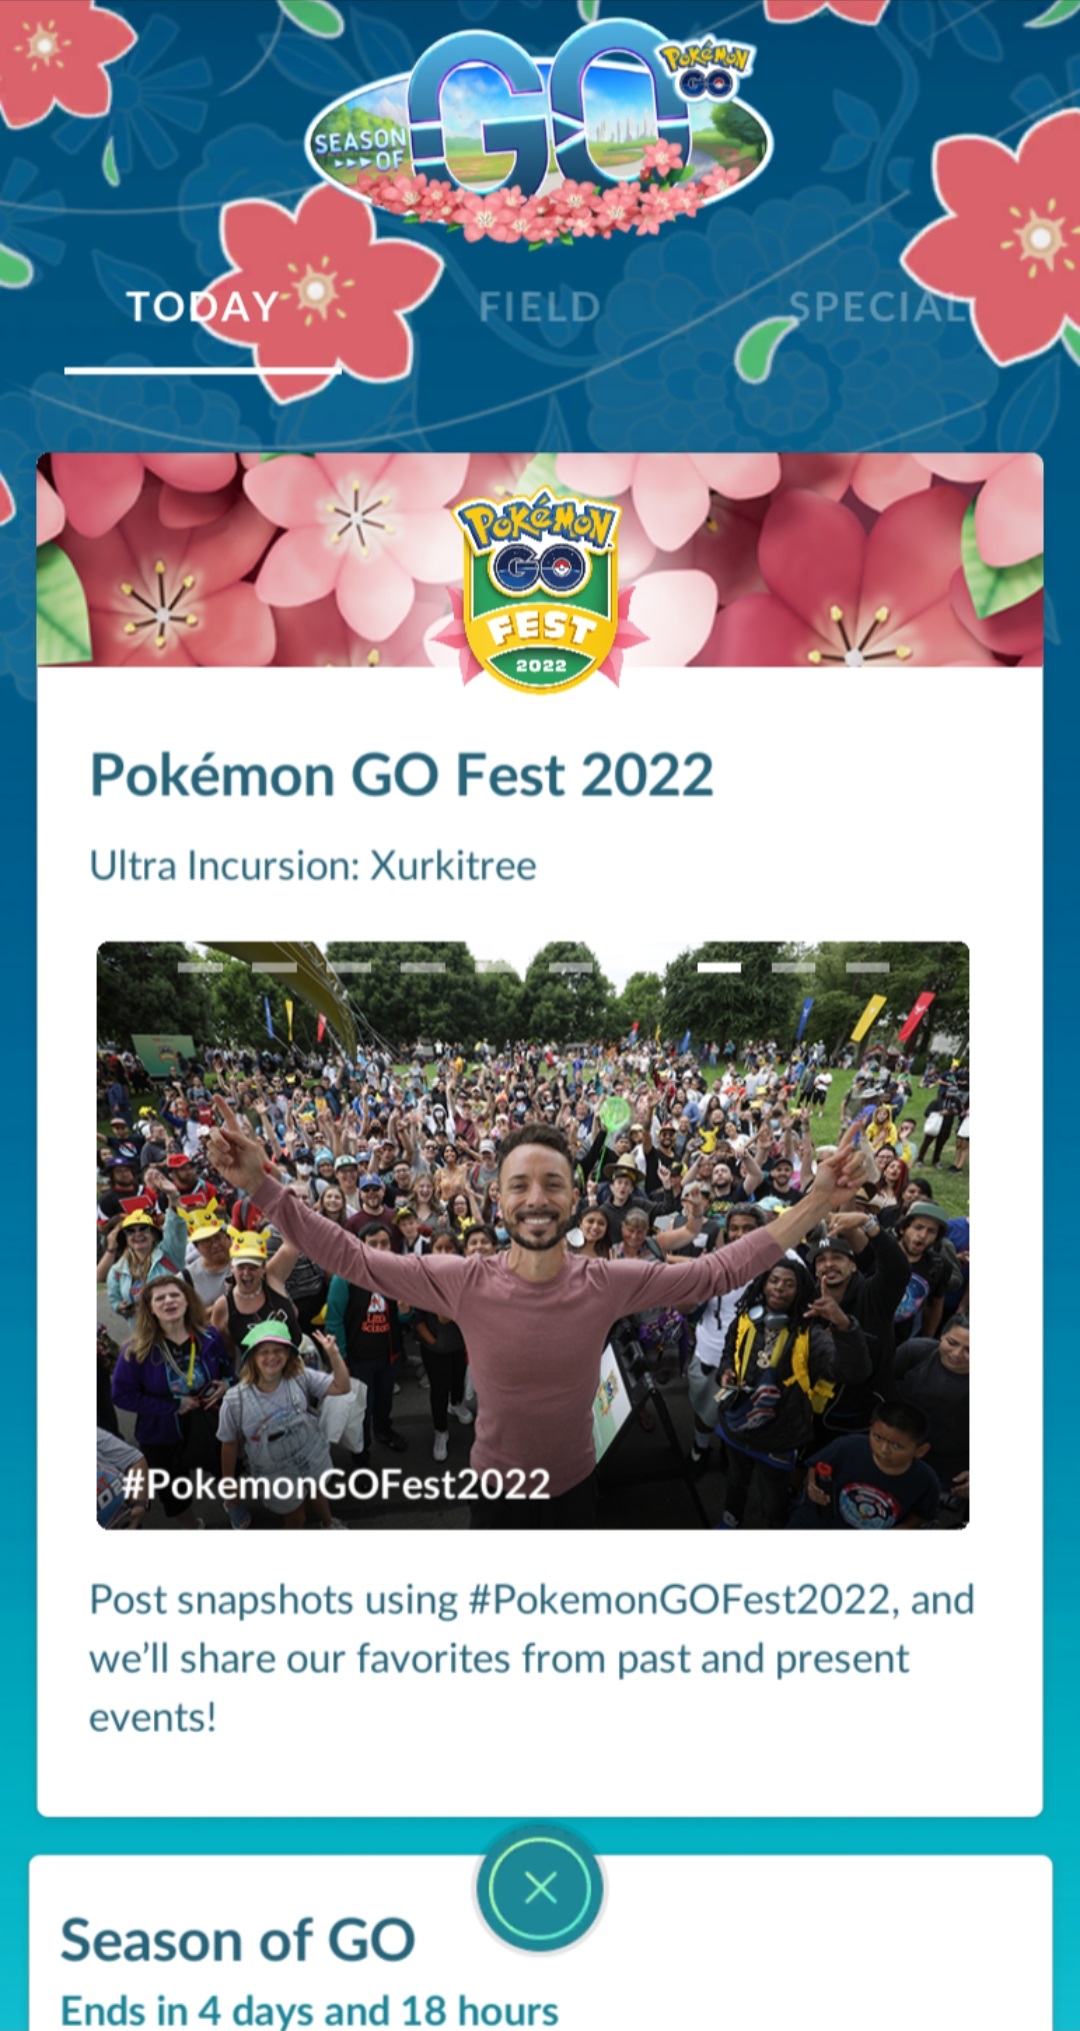 SEASON
OF
GO
POKéMON
GO
TODAY
FIELD
SPECIAL
POKéMON
GO
FEST
2022
Pokémon GO Fest 2022
Ultra Incursion: Xurkitree
#PokemonGOFest2022
Post snapshots using #PokemonGOFest2022, and
we’ll share our favorites from past and present
events!
Season of GO
Ends in 4 days and 18 hours